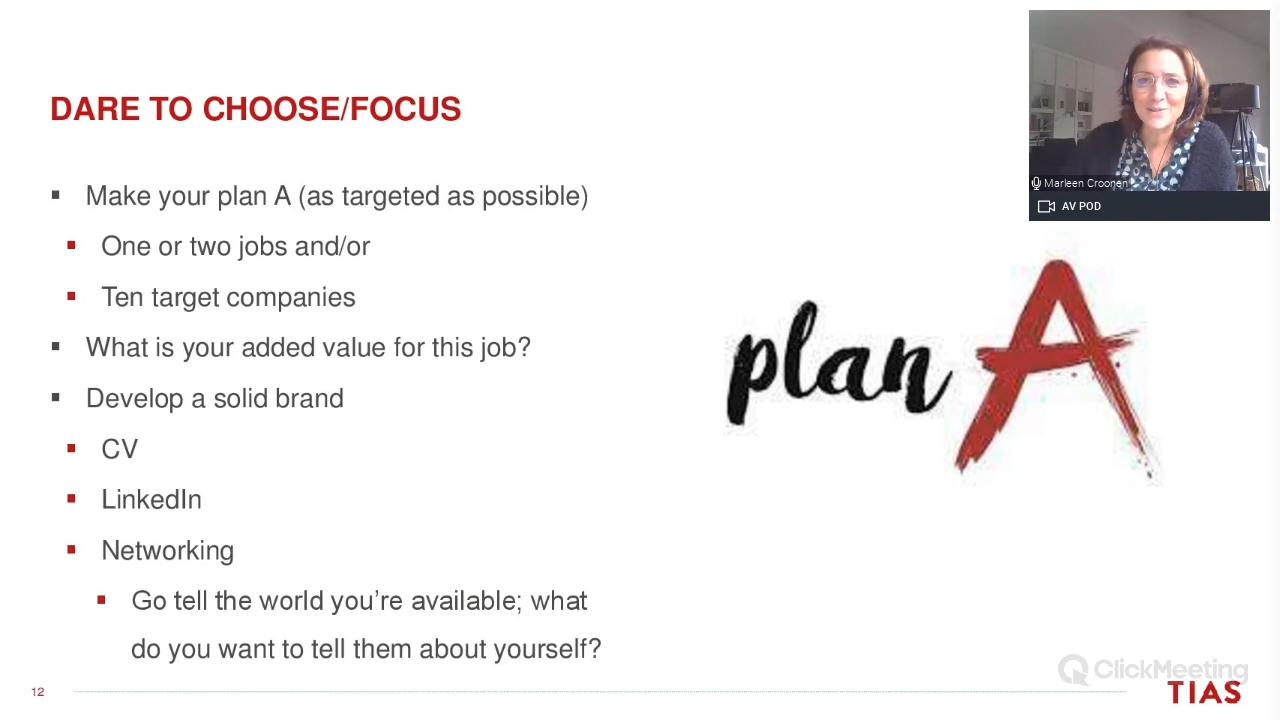 DARE TO CHOOSE/FOCUS
Make your plan A (as targeted as possible)
One or two jobs and/or
Ten target companies
What is your added value for this job?
Develop a solid brand
CV
LinkedIn
Networking
Go tell the world you're available; what
do you want to tell them about yourself?
plan A
Marleen Croonen
AV POD
12
ClickMeeting
TIAS